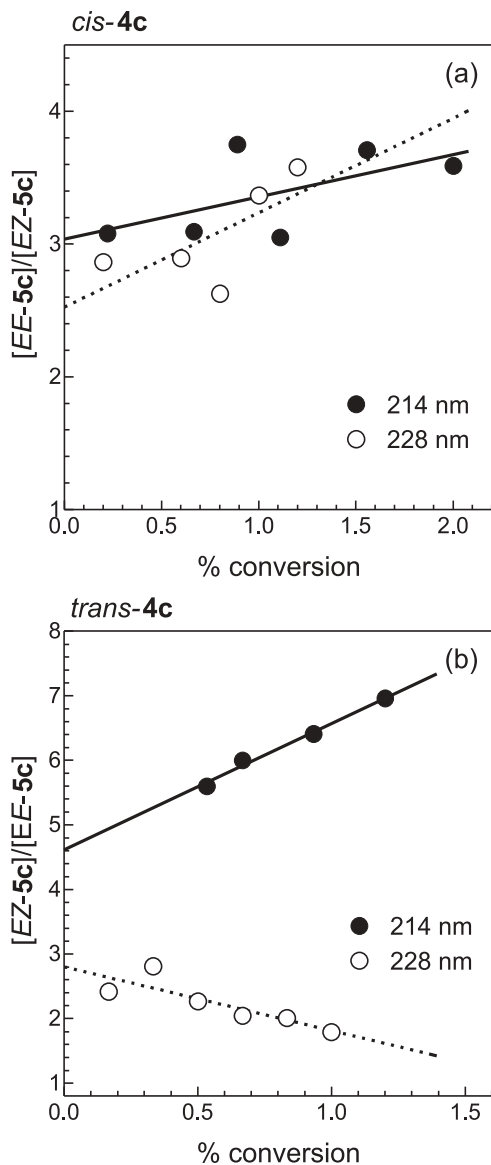 cis-4c
(a)
4
3
2
1
[EE-5c]/[EZ-5c]
214 nm
228 nm
0.0 0.5 1.0 1.5 2.0
% conversion
trans-4c
(b)
8
7
6
5
4
3
2
1
[EZ-5c]/[EE-5c]
214 nm
228 nm
0.0 0.5 1.0 1.5
% conversion